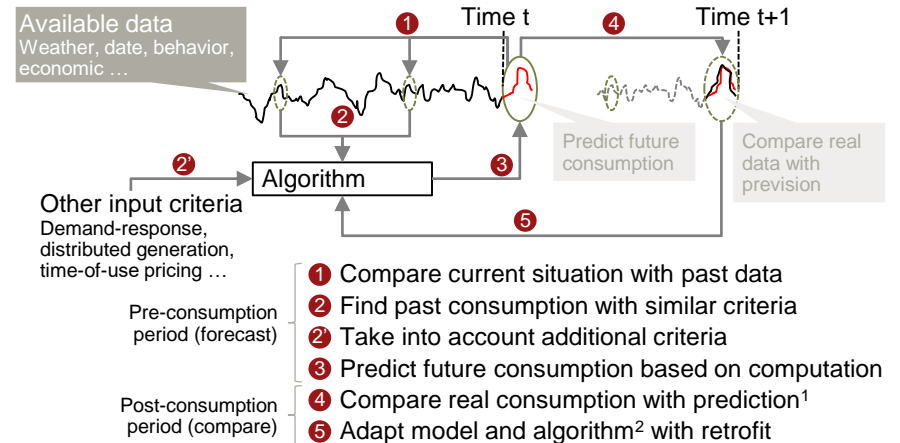 Available data
Weather, date, behavior,
economic …
1
Time t
4
Time t+1
2
Predict future
consumption
Compare real
data with
prevision
2'
Algorithm
3
Other input criteria
Demand-response,
distributed generation,
time-of-use pricing …
5
Pre-consumption
period (forecast)
1 Compare current situation with past data
2 Find past consumption with similar criteria
2' Take into account additional criteria
3 Predict future consumption based on computation
Post-consumption
period (compare)
4 Compare real consumption with prediction¹
5 Adapt model and algorithm² with retrofit